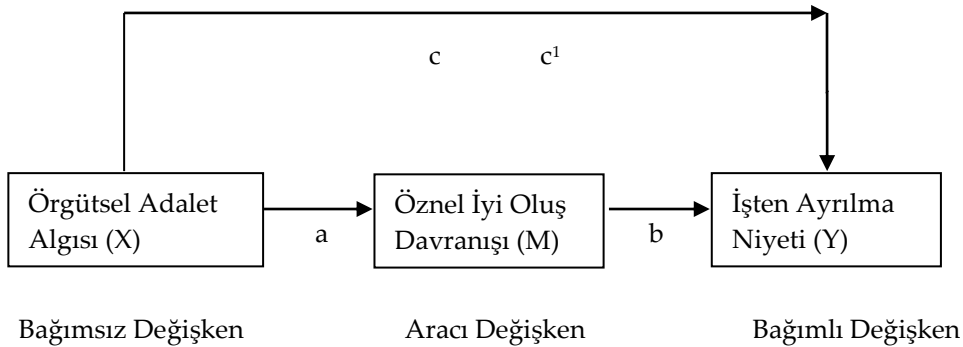 c c¹
Örgütsel Adalet
Algısı (X)
a
Öznel İyi Oluş
Davranışı (M)
b
İşten Ayrılma
Niyeti (Y)
Bağımsız Değişken
Aracı Değişken
Bağımlı Değişken